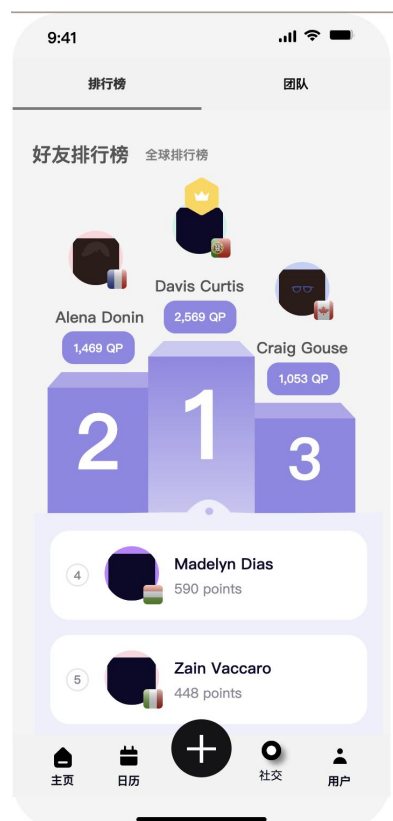 9:41
排行榜 团队
好友排行榜 全球排行榜
Davis Curtis
2,569 QP
Alena Donin
1,469 QP
Craig Gouse
1,053 QP
2 1 3
4
Madelyn Dias
590 points
5
Zain Vaccaro
448 points
主页 日历 社交 用户